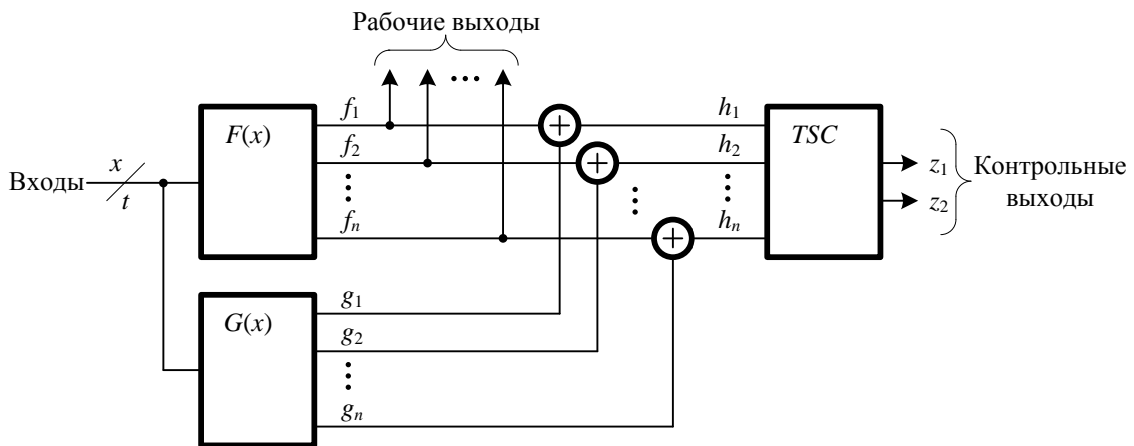 Рабочие выходы
f1
h1
F(x)
TSC
f2
h2
x
z1
Входы
Контрольные
выходы
t
z2
fn
hn
g1
G(x)
g2
gn